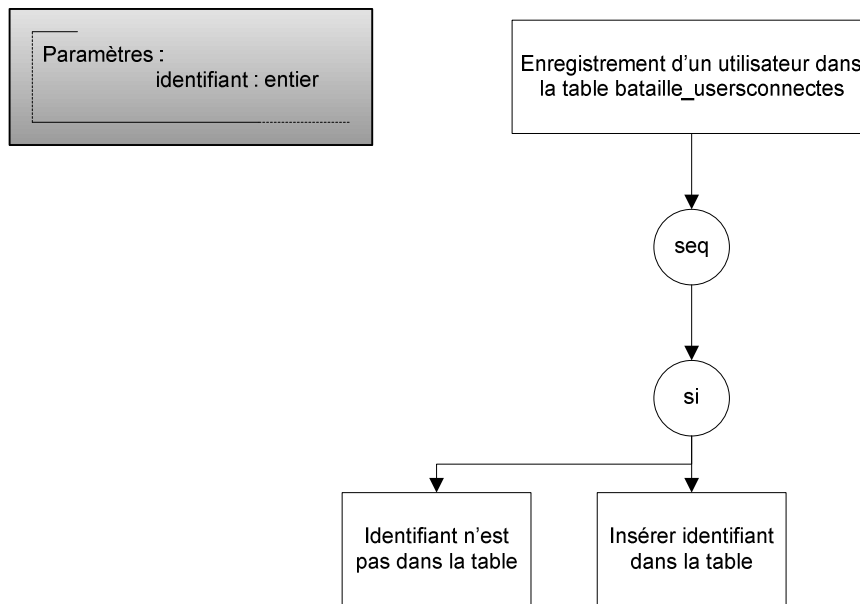 Paramètres :
identifiant : entier
Enregistrement d'un utilisateur dans
la table bataille_usersconnectes
seq
si
Identifiant n'est
pas dans la table
Insérer identifiant
dans la table